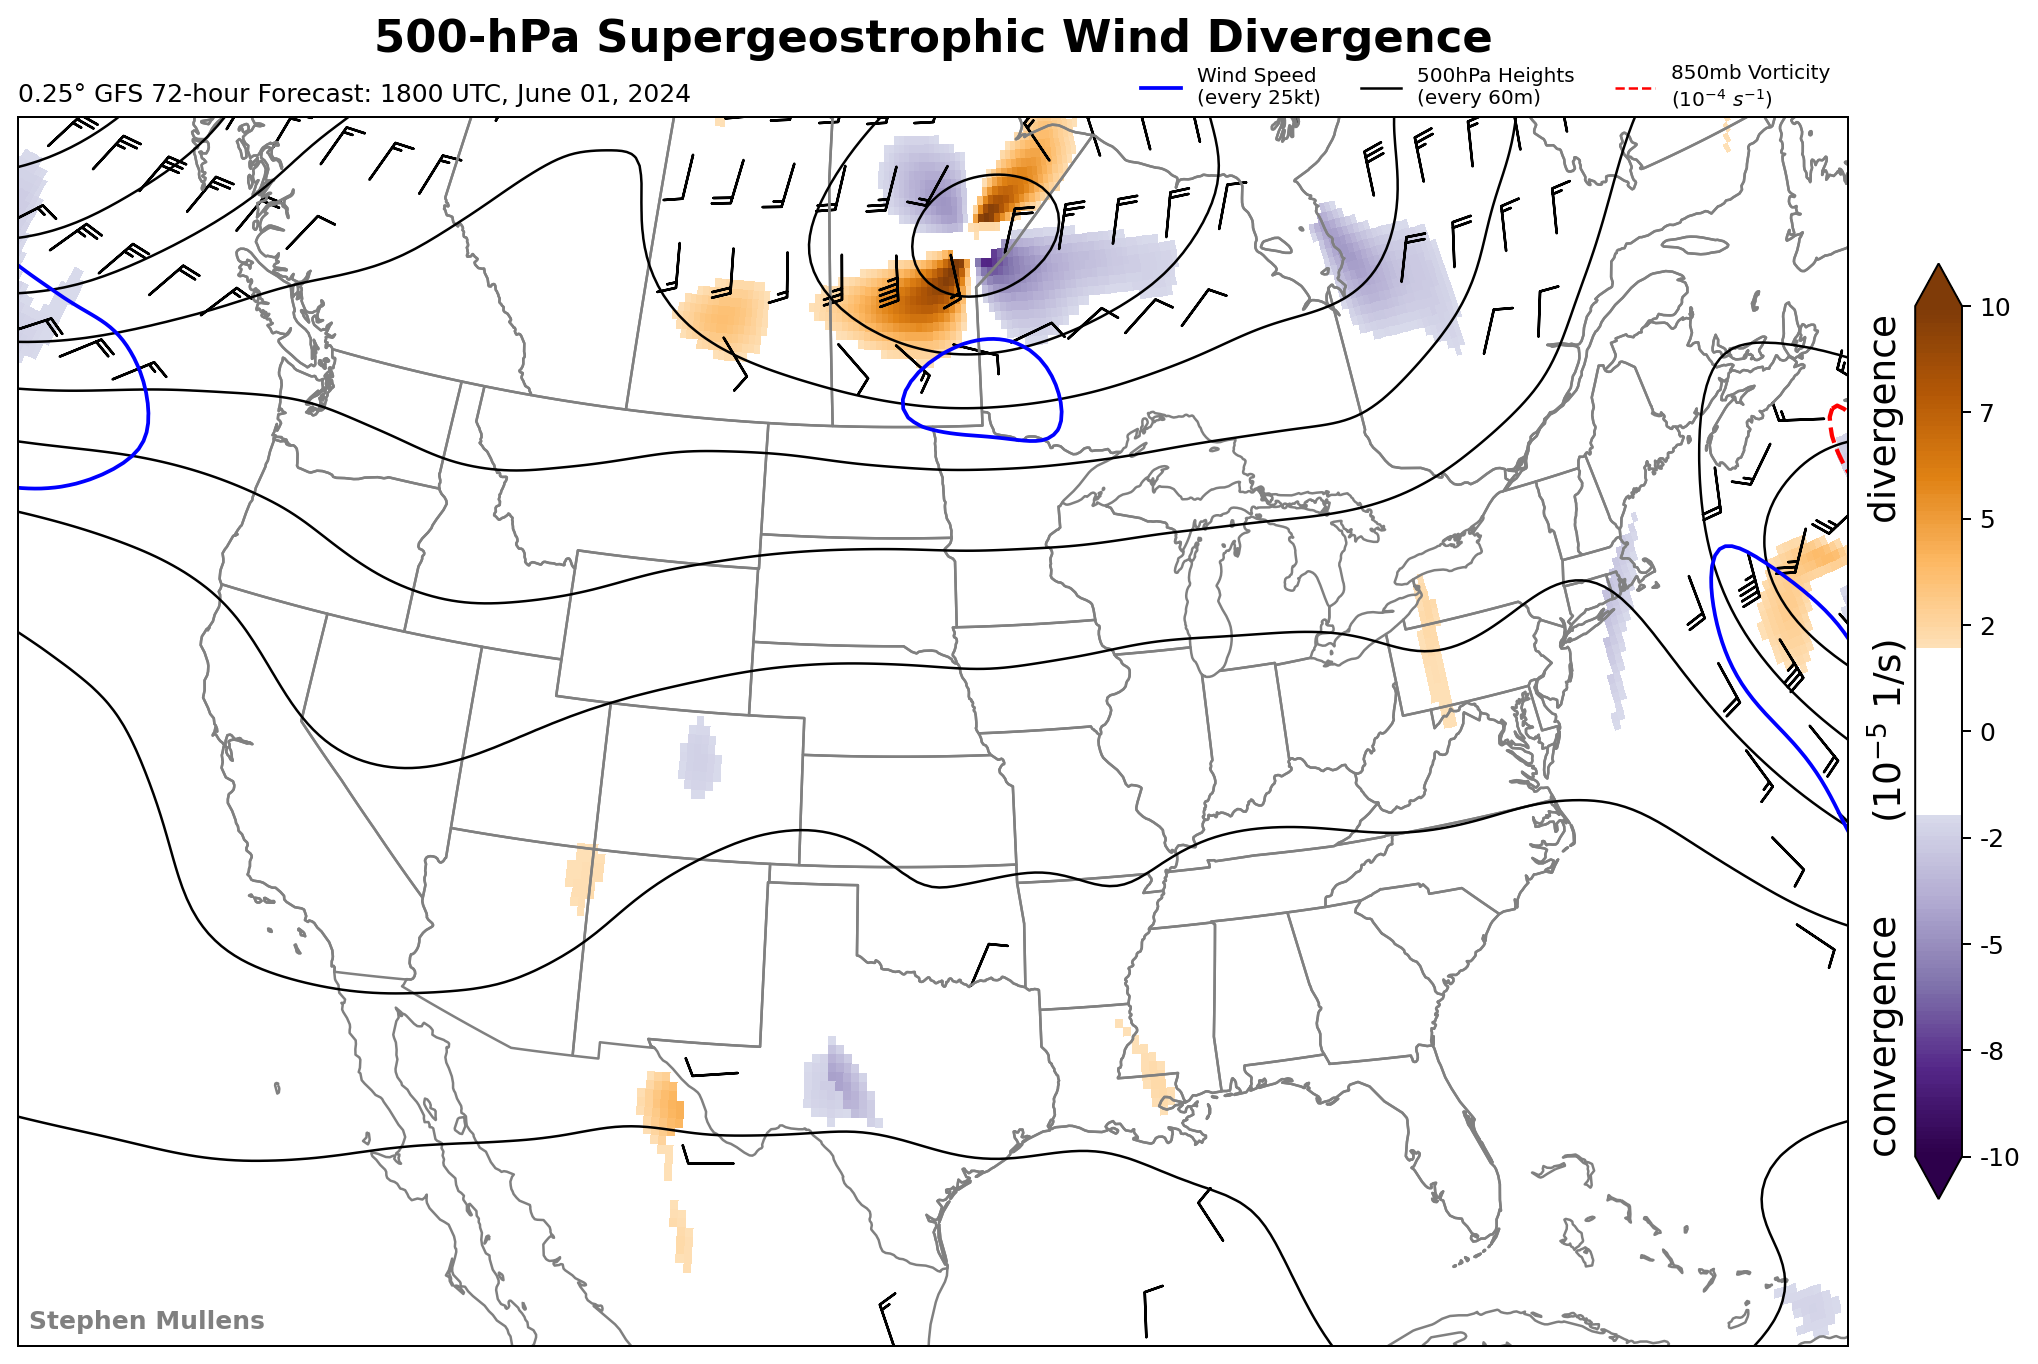 500-hPa Supergeostrophic Wind Divergence
0.25° GFS 72-hour Forecast: 1800 UTC, June 01, 2024
Wind Speed
(every 25kt)
500hPa Heights
(every 60m)
850mb Vorticity
(10⁻⁴ s⁻¹)
10
7
5
2
0
-2
-5
-8
-10
convergence (10⁻⁵ 1/s) divergence
Stephen Mullens